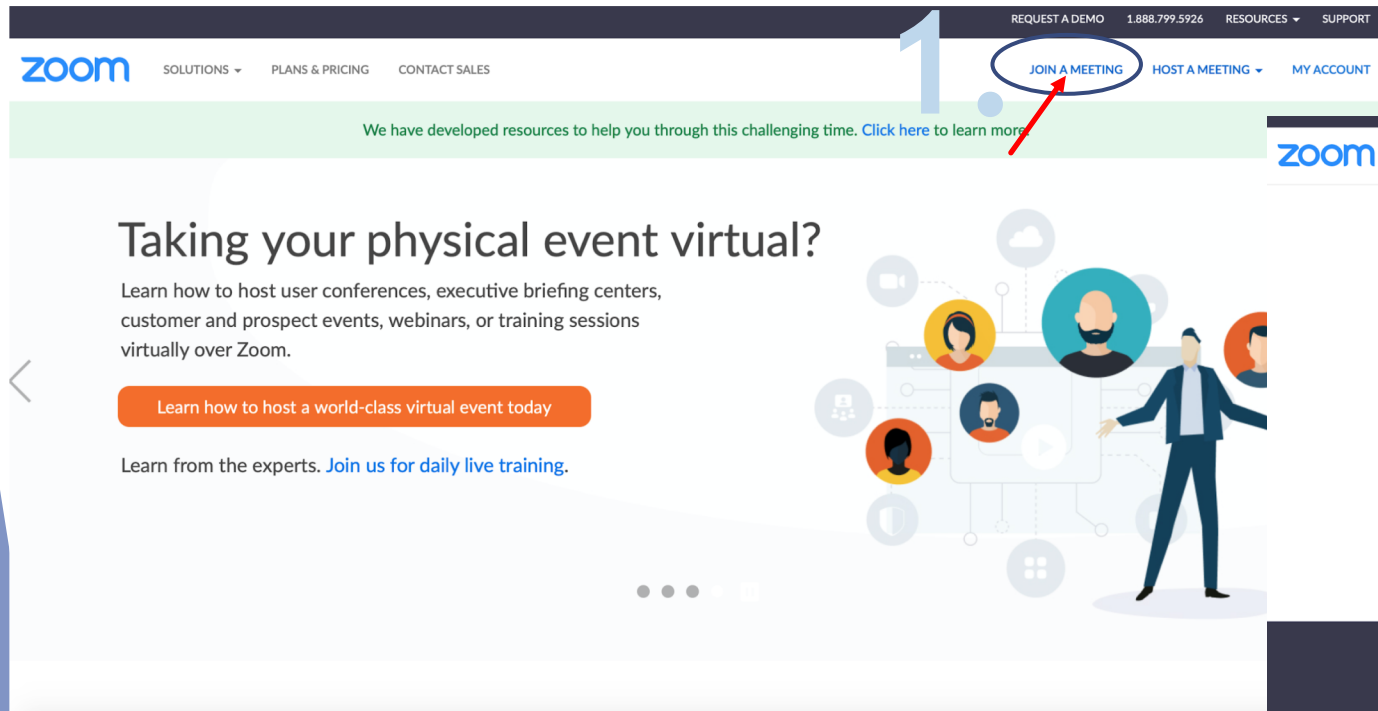 REQUEST A DEMO 1.888.799.5926 RESOURCES SUPPORT
1.
zoom SOLUTIONS PLANS & PRICING CONTACT SALES JOIN A MEETING HOST A MEETING MY ACCOUNT
We have developed resources to help you through this challenging time. Click here to learn more.
zoom
Taking your physical event virtual?
Learn how to host user conferences, executive briefing centers,
customer and prospect events, webinars, or training sessions
virtually over Zoom.
Learn how to host a world-class virtual event today
Learn from the experts. Join us for daily live training.